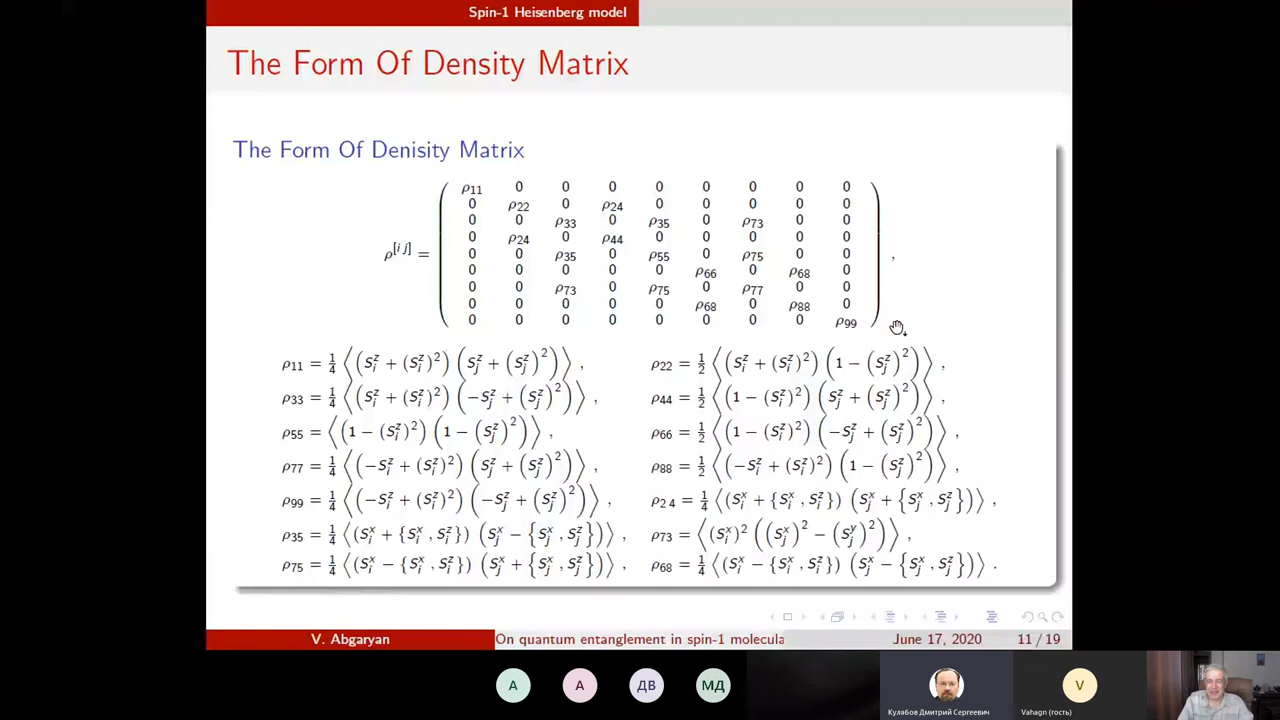 Spin-1 Heisenberg model
The Form Of Density Matrix
The Form Of Denisity Matrix
ρ^[i j] =
ρ11 0 0 0 0 0 0 0 0
0 ρ22 0 ρ24 0 0 0 0 0
0 0 ρ33 0 ρ35 0 ρ73 0 0
0 ρ24 0 ρ44 0 0 0 0 0
0 0 ρ35 0 ρ55 0 ρ75 0 0
0 0 0 0 0 ρ66 0 ρ68 0
0 0 ρ73 0 ρ75 0 ρ77 0 0
0 0 0 0 0 ρ68 0 ρ88 0
0 0 0 0 0 0 0 0 ρ99
,
ρ11 = 1/4 ⟨(S_i^z + (S_i^z)^2) (S_j^z + (S_j^z)^2)⟩ , ρ22 = 1/2 ⟨(S_i^z + (S_i^z)^2) (1 − (S_j^z)^2)⟩ ,
ρ33 = 1/4 ⟨(S_i^z + (S_i^z)^2) (−S_j^z + (S_j^z)^2)⟩ , ρ44 = 1/2 ⟨(1 − (S_i^z)^2) (S_j^z + (S_j^z)^2)⟩ ,
ρ55 = ⟨(1 − (S_i^z)^2) (1 − (S_j^z)^2)⟩ , ρ66 = 1/2 ⟨(1 − (S_i^z)^2) (−S_j^z + (S_j^z)^2)⟩ ,
ρ77 = 1/4 ⟨(−S_i^z + (S_i^z)^2) (S_j^z + (S_j^z)^2)⟩ , ρ88 = 1/2 ⟨(−S_i^z + (S_i^z)^2) (1 − (S_j^z)^2)⟩ ,
ρ99 = 1/4 ⟨(−S_i^z + (S_i^z)^2) (−S_j^z + (S_j^z)^2)⟩ , ρ2 4 = 1/4 ⟨(S_i^x + {S_i^x , S_i^z}) (S_j^x + {S_j^x , S_j^z})⟩ ,
ρ35 = 1/4 ⟨(S_i^x + {S_i^x , S_i^z}) (S_j^x − {S_j^x , S_j^z})⟩ , ρ73 = ⟨(S_i^x)^2 ((S_j^x)^2 − (S_j^y)^2)⟩ ,
ρ75 = 1/4 ⟨(S_i^x − {S_i^x , S_i^z}) (S_j^x + {S_j^x , S_j^z})⟩ , ρ68 = 1/4 ⟨(S_i^x − {S_i^x , S_i^z}) (S_j^x − {S_j^x , S_j^z})⟩ .
V. Abgaryan On quantum entanglement in spin-1 molecula June 17, 2020 11 / 19
А А ДВ МД V
Кулябов Дмитрий Сергеевич Vahagn (гость)